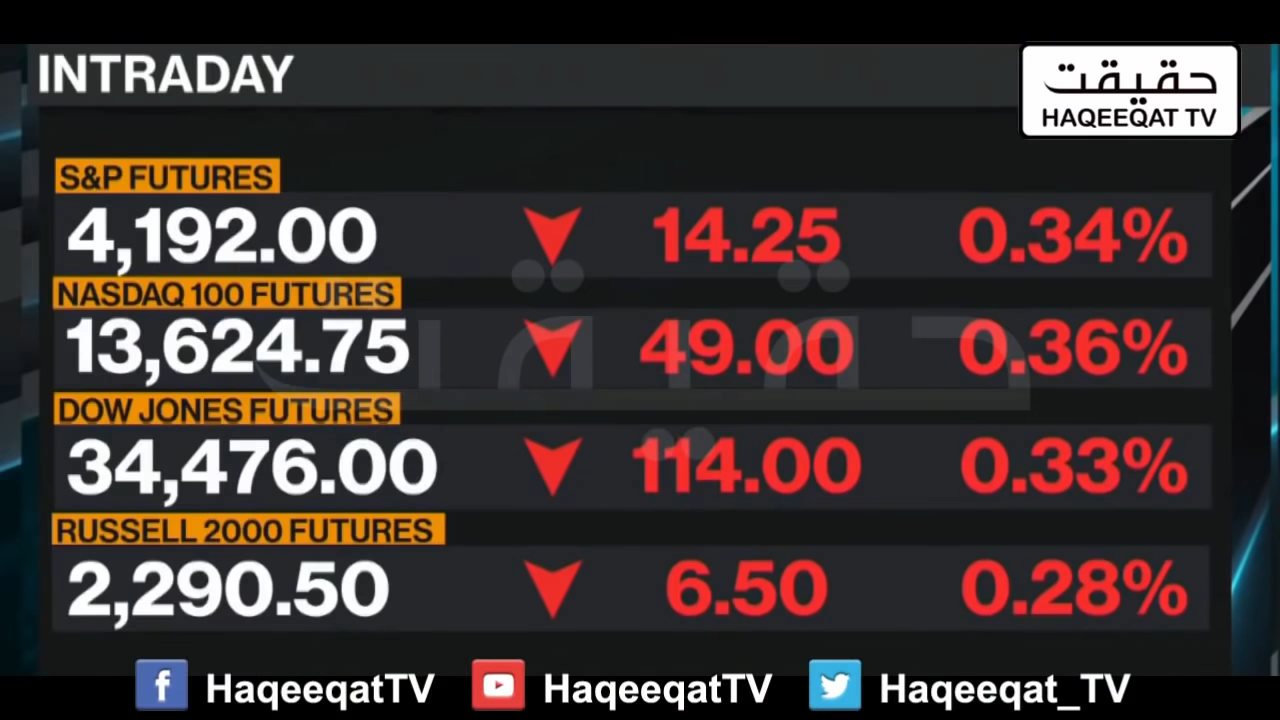 INTRADAY
حقيقت
HAQEEQAT TV
S&P FUTURES
4,192.00 14.25 0.34%
NASDAQ 100 FUTURES
13,624.75 49.00 0.36%
حقيقت
DOW JONES FUTURES
34,476.00 114.00 0.33%
RUSSELL 2000 FUTURES
2,290.50 6.50 0.28%
HaqeeqatTV HaqeeqatTV Haqeeqat_TV